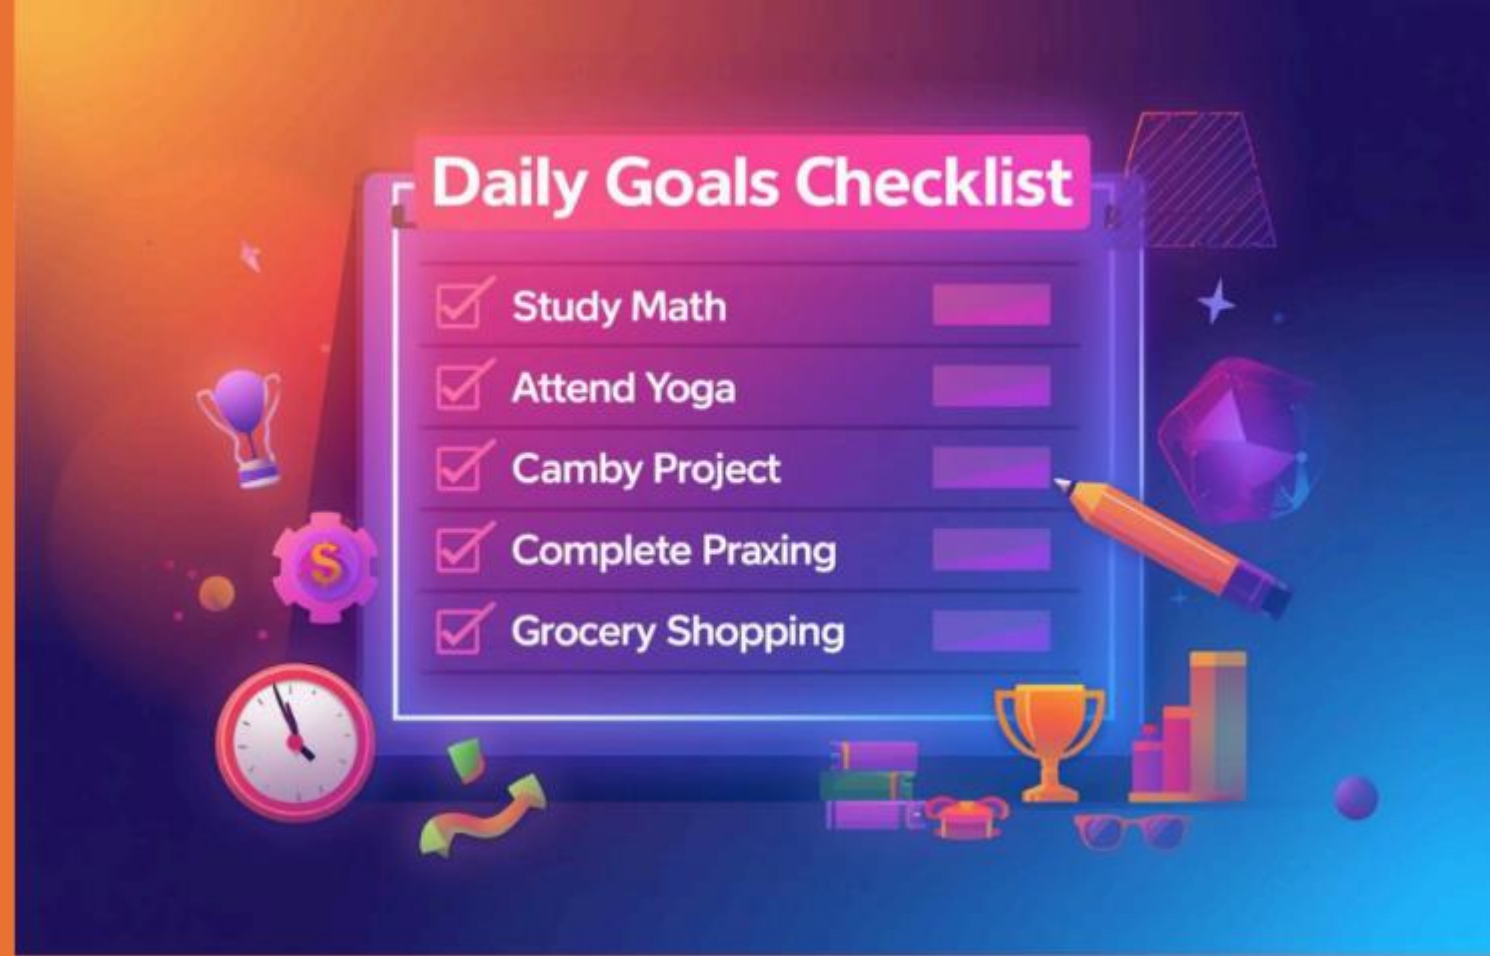 Daily Goals Checklist
Study Math
Attend Yoga
Camby Project
Complete Praxing
Grocery Shopping
$